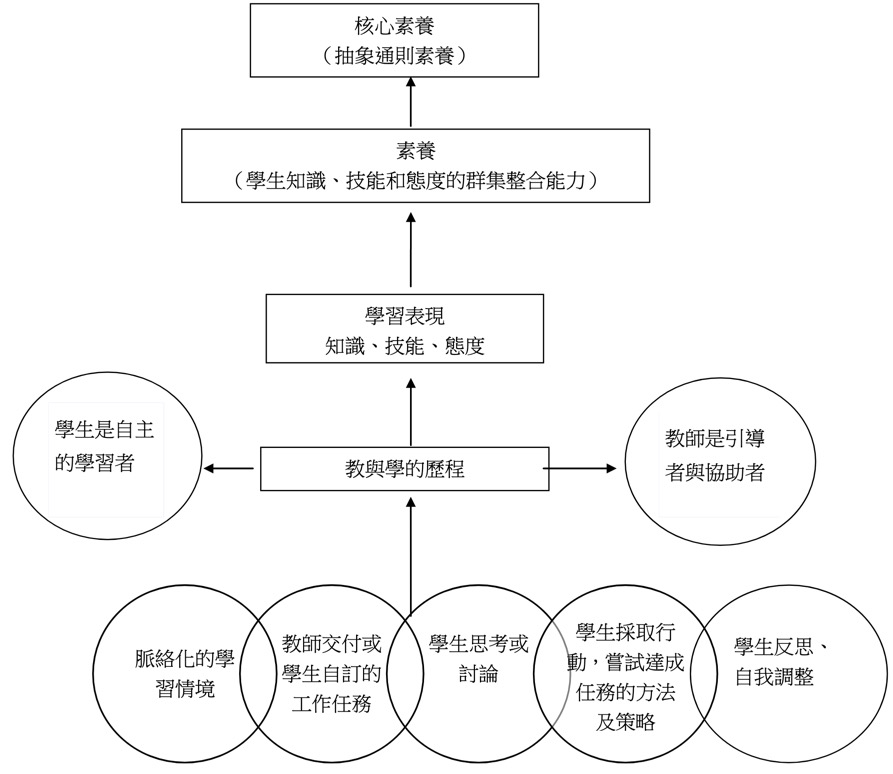 核心素養
（抽象通則素養）
素養
（學生知識、技能和態度的群集整合能力）
學習表現
知識、技能、態度
學生是自主
的學習者
教與學的歷程
教師是引導
者與協助者
脈絡化的學
習情境
教師交付或
學生自訂的
工作任務
學生思考或
討論
學生採取行
動，嘗試達成
任務的方法
及策略
學生反思、
自我調整